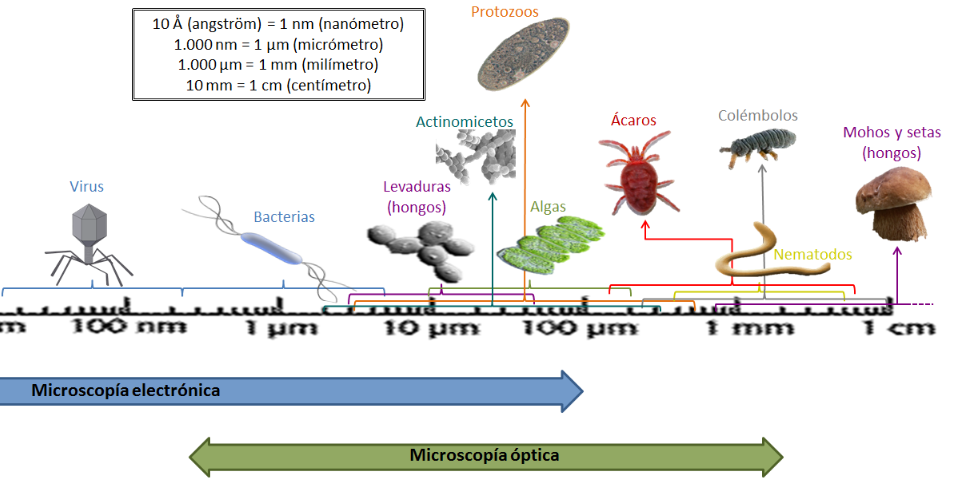 10 Å (angström) = 1 nm (nanómetro)
1.000 nm = 1 µm (micrómetro)
1.000 µm = 1 mm (milímetro)
10 mm = 1 cm (centímetro)
Protozoos
Actinomicetos
Ácaros
Colémbolos
Mohos y setas
(hongos)
Virus
Bacterias
Levaduras
(hongos)
Algas
Nematodos
m 100 nm 1 µm 10 µm 100 µm 1 mm 1 cm
Microscopía electrónica
Microscopía óptica